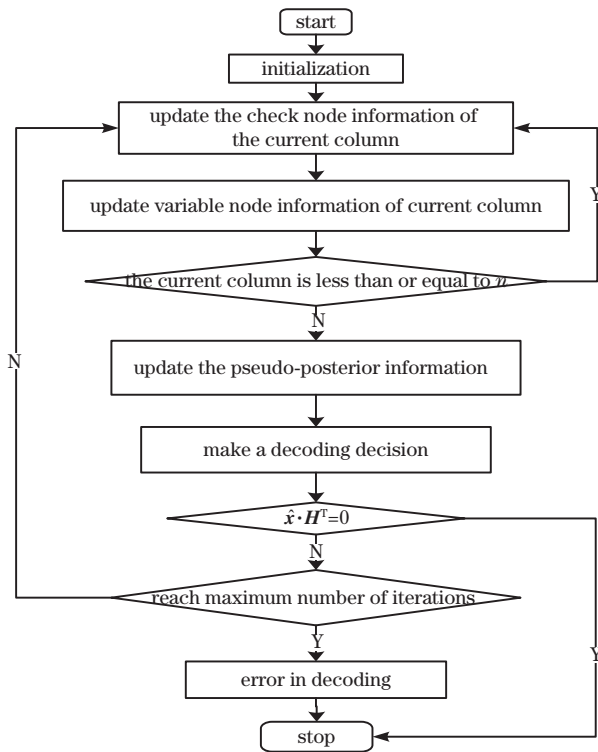 start
initialization
update the check node information of
the current column
update variable node information of current column
Y
the current column is less than or equal to n
N
update the pseudo-posterior information
N
make a decoding decision
x̂·Hᵀ=0
N
reach maximum number of iterations
Y
Y
error in decoding
stop